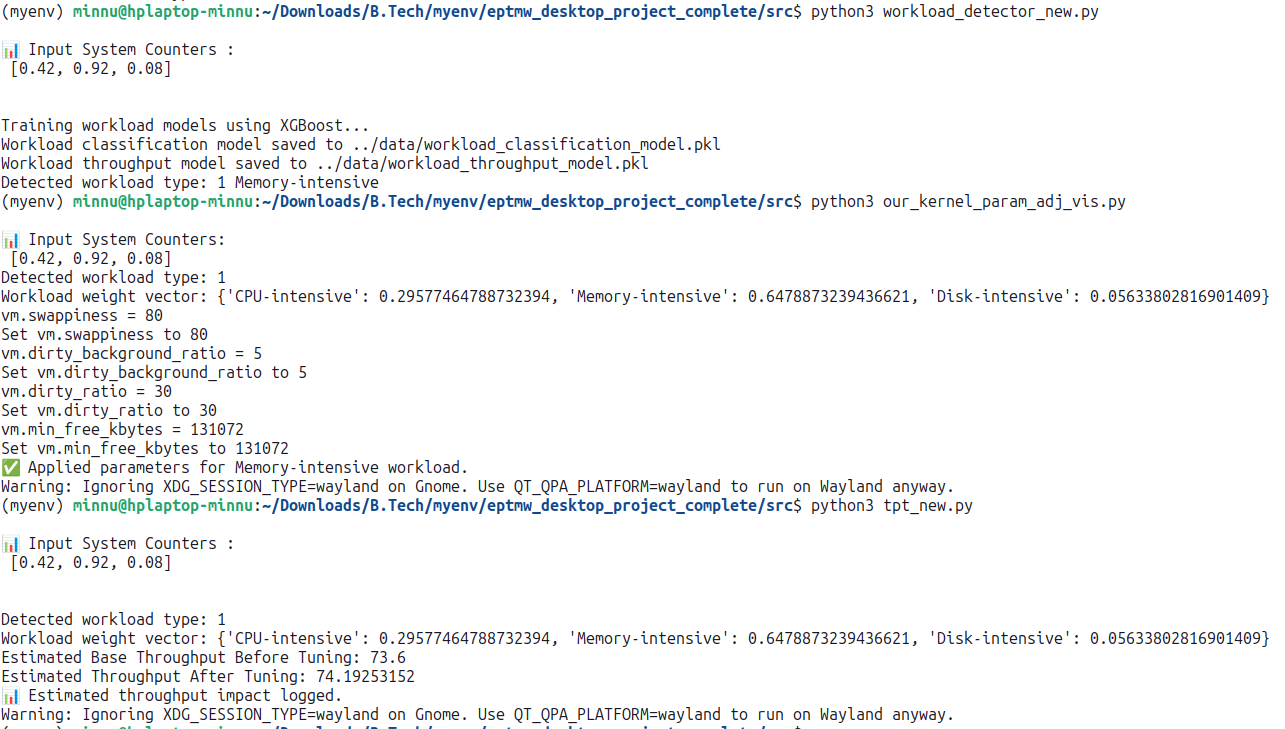 (myenv) minnu@hplaptop-minnu:~/Downloads/B.Tech/myenv/eptmw_desktop_project_complete/src$ python3 workload_detector_new.py
📊 Input System Counters :
[0.42, 0.92, 0.08]
Training workload models using XGBoost...
Workload classification model saved to ../data/workload_classification_model.pkl
Workload throughput model saved to ../data/workload_throughput_model.pkl
Detected workload type: 1 Memory-intensive
(myenv) minnu@hplaptop-minnu:~/Downloads/B.Tech/myenv/eptmw_desktop_project_complete/src$ python3 our_kernel_param_adj_vis.py
📊 Input System Counters:
[0.42, 0.92, 0.08]
Detected workload type: 1
Workload weight vector: {'CPU-intensive': 0.29577464788732394, 'Memory-intensive': 0.6478873239436621, 'Disk-intensive': 0.05633802816901409}
vm.swappiness = 80
Set vm.swappiness to 80
vm.dirty_background_ratio = 5
Set vm.dirty_background_ratio to 5
vm.dirty_ratio = 30
Set vm.dirty_ratio to 30
vm.min_free_kbytes = 131072
Set vm.min_free_kbytes to 131072
✅ Applied parameters for Memory-intensive workload.
Warning: Ignoring XDG_SESSION_TYPE=wayland on Gnome. Use QT_QPA_PLATFORM=wayland to run on Wayland anyway.
(myenv) minnu@hplaptop-minnu:~/Downloads/B.Tech/myenv/eptmw_desktop_project_complete/src$ python3 tpt_new.py
📊 Input System Counters :
[0.42, 0.92, 0.08]
Detected workload type: 1
Workload weight vector: {'CPU-intensive': 0.29577464788732394, 'Memory-intensive': 0.6478873239436621, 'Disk-intensive': 0.05633802816901409}
Estimated Base Throughput Before Tuning: 73.6
Estimated Throughput After Tuning: 74.19253152
📊 Estimated throughput impact logged.
Warning: Ignoring XDG_SESSION_TYPE=wayland on Gnome. Use QT_QPA_PLATFORM=wayland to run on Wayland anyway.